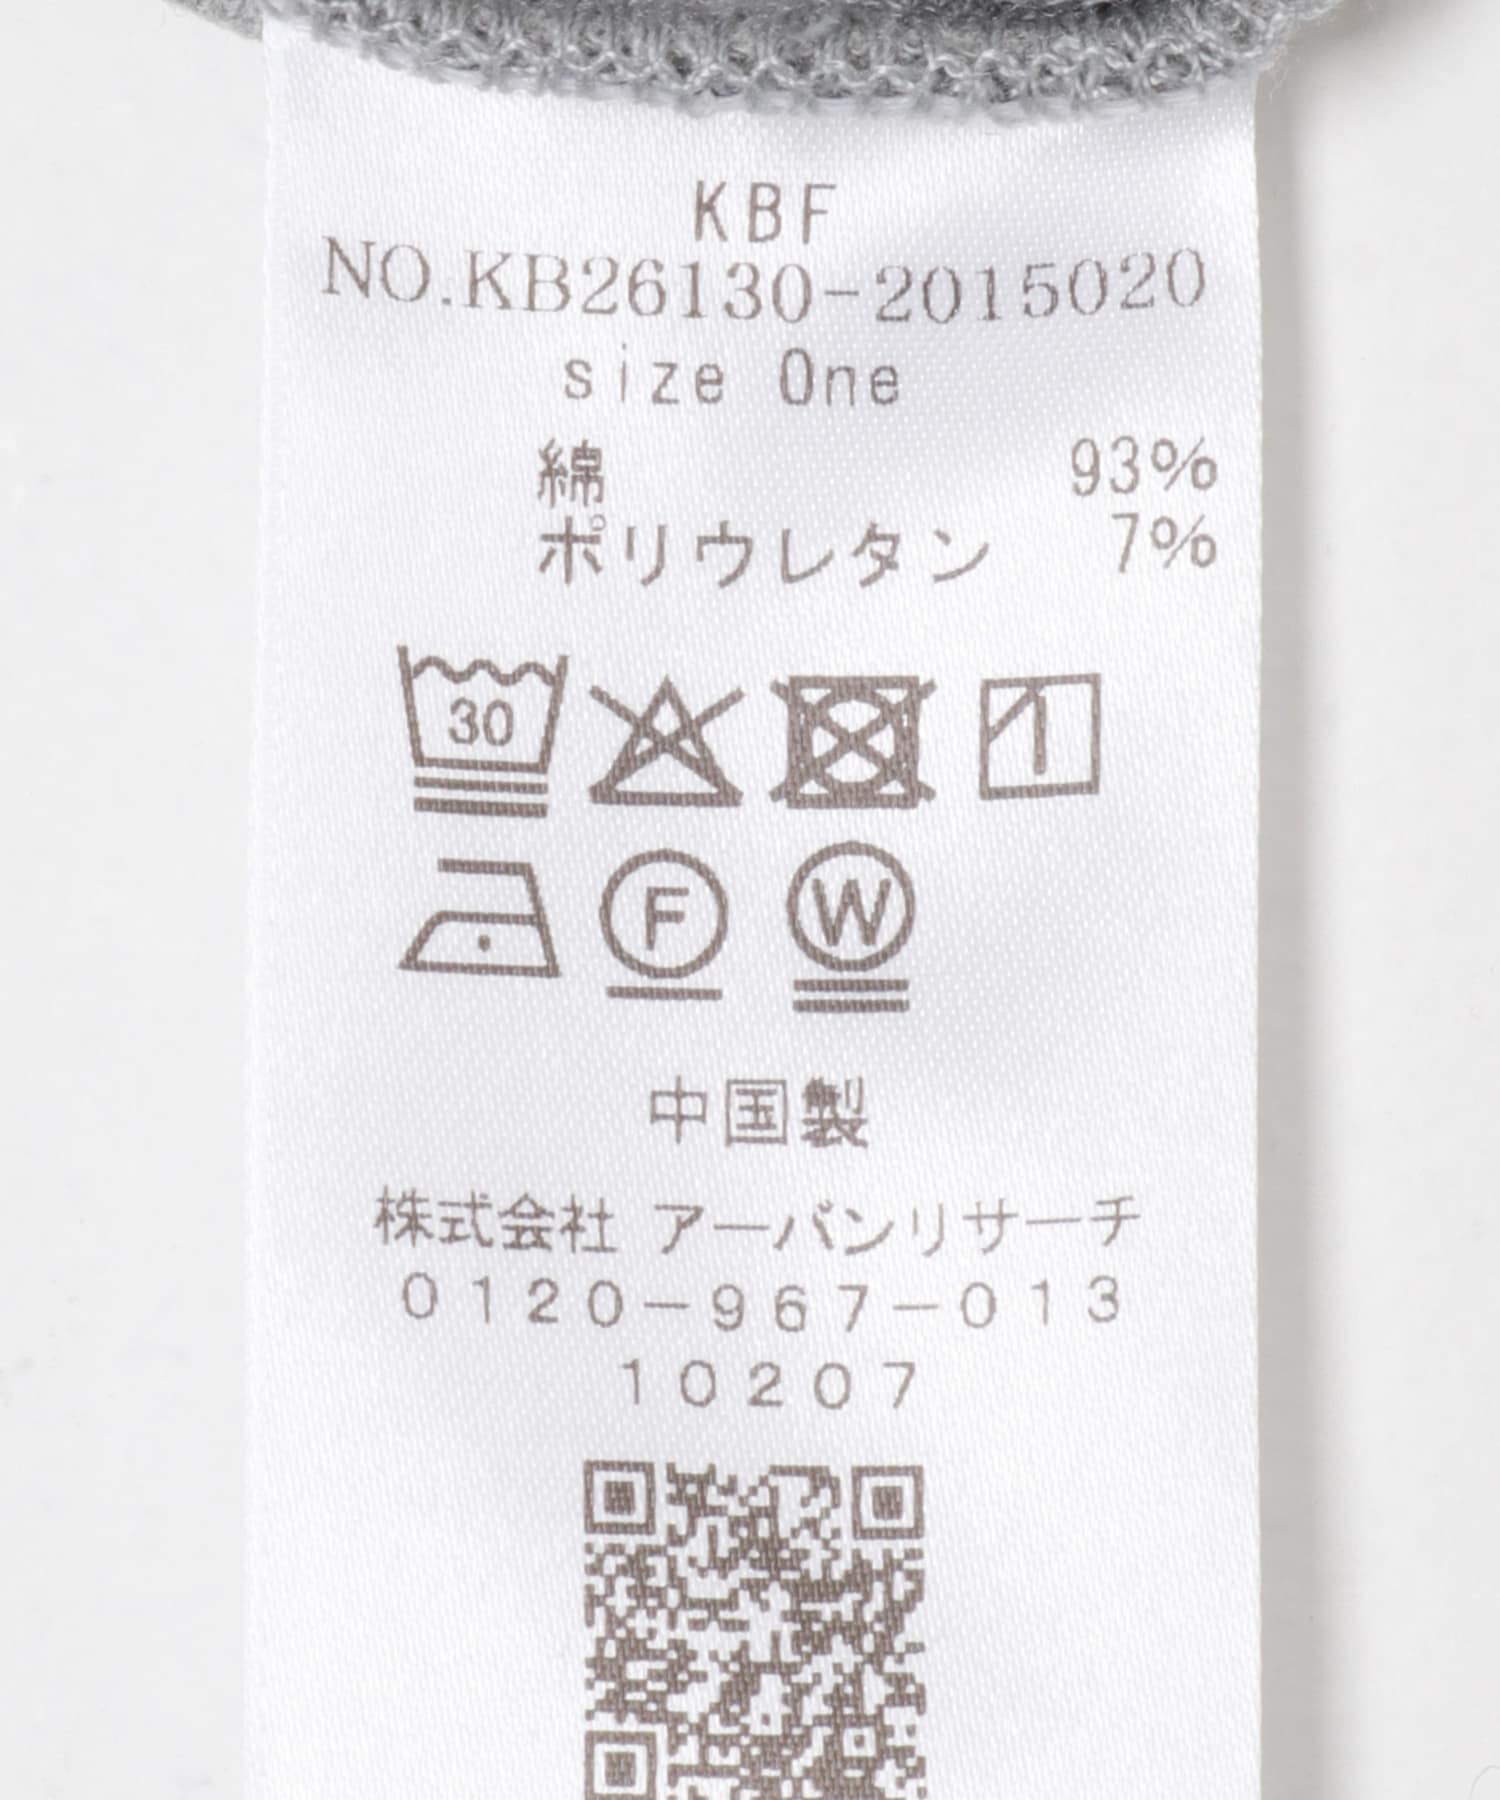 KBF
NO.KB26130-2015020
size One
綿 93%
ポリウレタン 7%
30
F W
中国製
株式会社 アーバンリサーチ
0120-967-013
10207